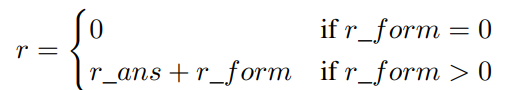 r = { 0 if r_form = 0
r_ans + r_form if r_form > 0